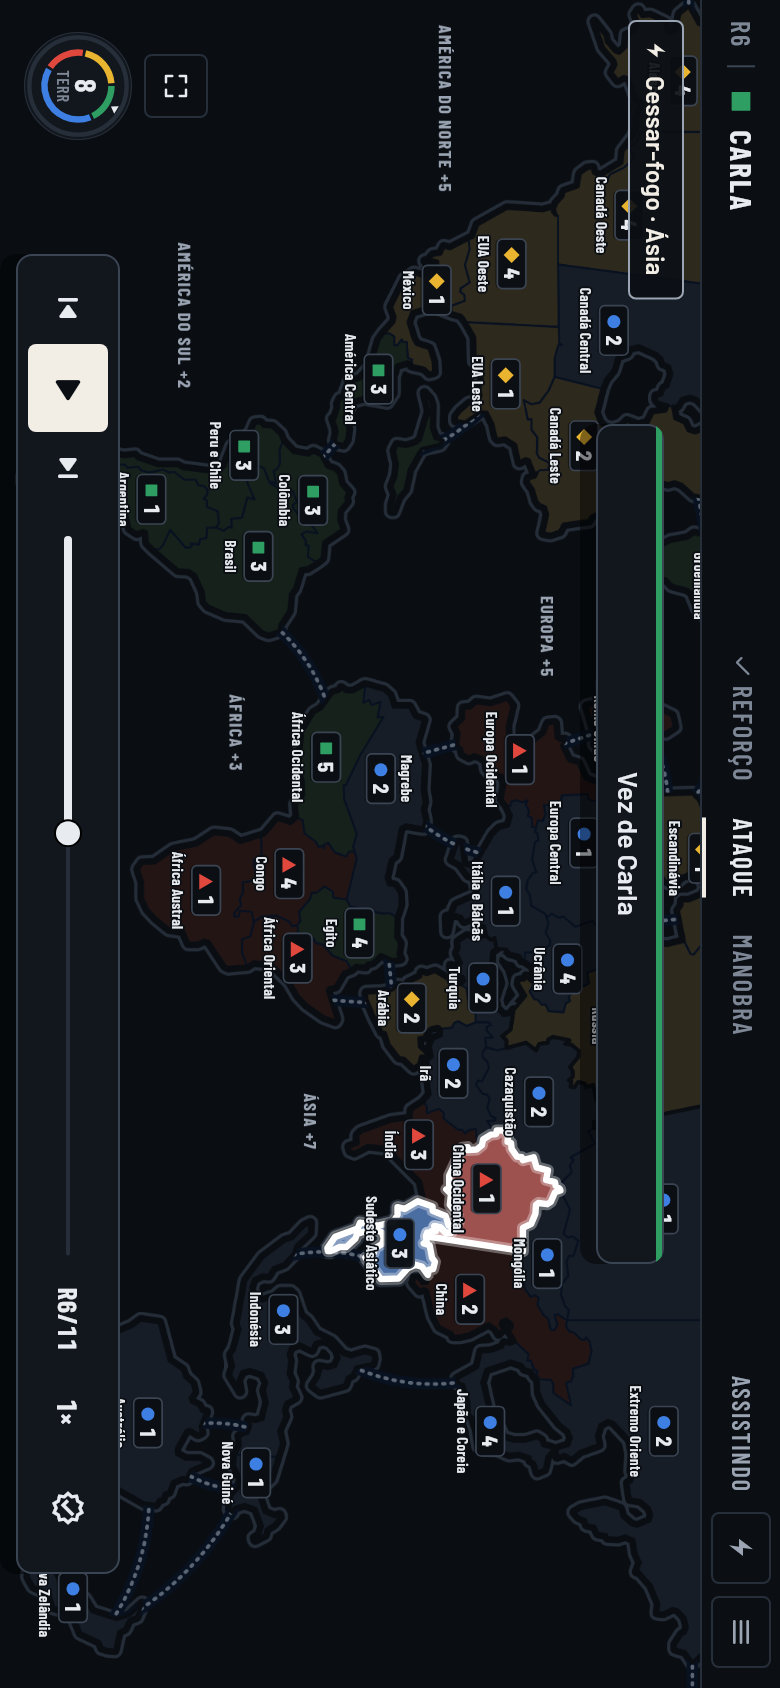 R6
CARLA
REFORÇO
ATAQUE
MANOBRA
ASSISTINDO
Cessar-fogo · Ásia
Vez de Carla
AMÉRICA DO NORTE +5
EUROPA +5
AMÉRICA DO SUL +2
ÁFRICA +3
ÁSIA +7
4
Canadá Oeste
2
Canadá Central
4
EUA Oeste
1
EUA Leste
2
Canadá Leste
1
México
3
América Central
3
Colômbia
3
Peru e Chile
3
Brasil
1
Argentina
Groenlândia
Escandinávia
1
Europa Ocidental
1
Europa Central
1
Itália e Bálcãs
4
Ucrânia
Rússia
2
Turquia
2
Magrebe
5
África Ocidental
4
Egito
4
Congo
3
África Oriental
1
África Austral
2
Arábia
2
Irã
2
Cazaquistão
3
Índia
1
China Ocidental
1
Mongólia
1
2
China
3
Sudeste Asiático
4
Japão e Coreia
2
Extremo Oriente
3
Indonésia
1
Nova Guiné
1
1
va Zelândia
8
TERR
R6/11
1×